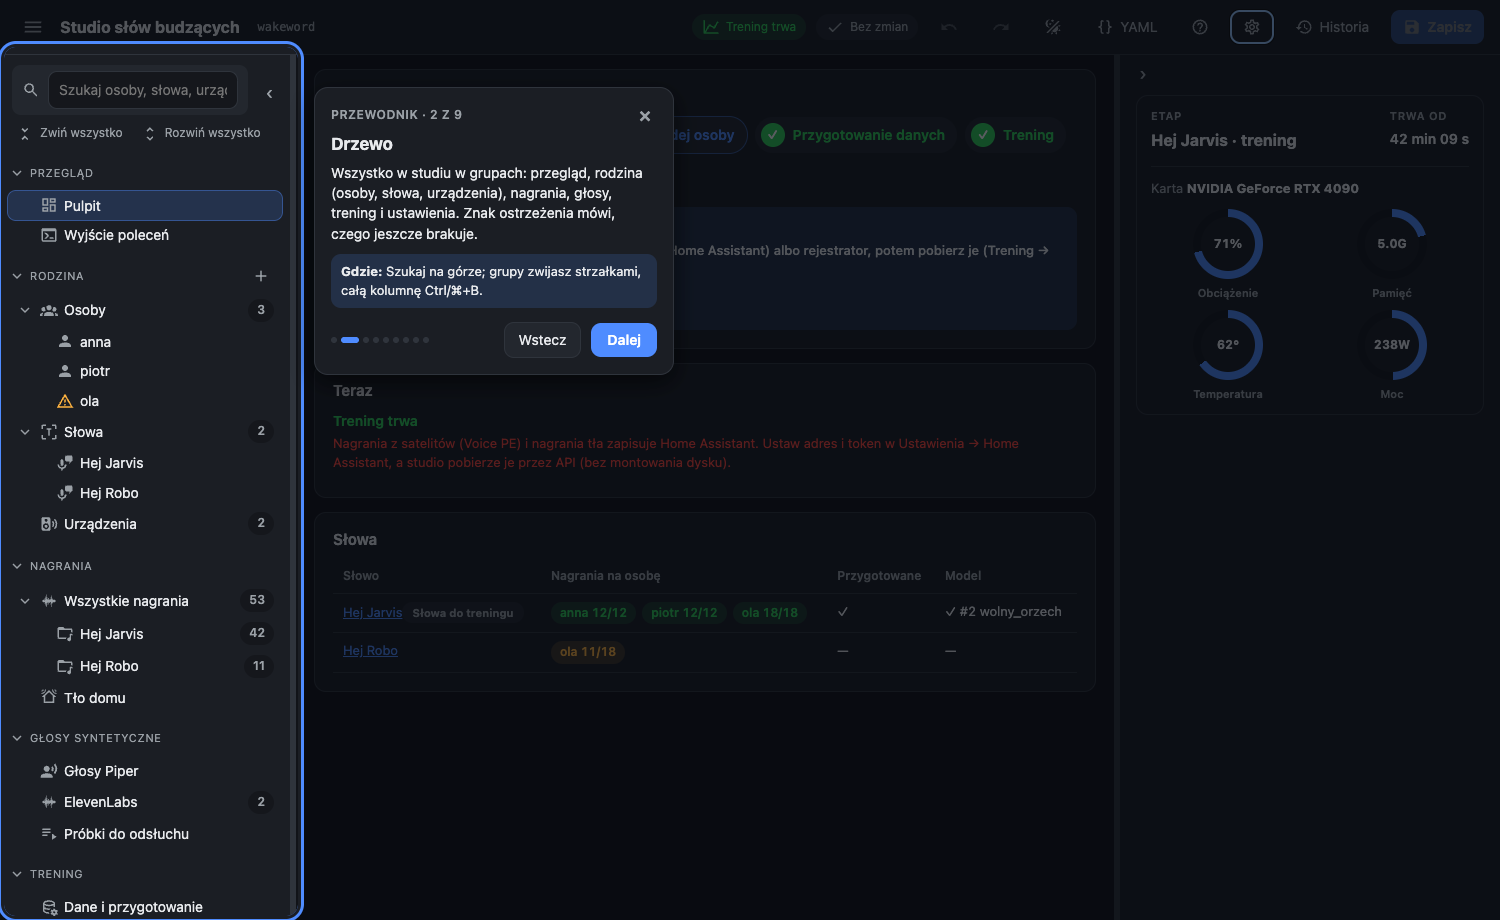 Studio słów budzących wakeword
Trening trwa
Bez zmian
{} YAML
Historia
Zapisz
Szukaj osoby, słowa, urząd
Zwiń wszystko
Rozwiń wszystko
PRZEGLĄD
Pulpit
Wyjście poleceń
RODZINA
Osoby 3
anna
piotr
ola
Słowa 2
Hej Jarvis
Hej Robo
Urządzenia 2
NAGRANIA
Wszystkie nagrania 53
Hej Jarvis 42
Hej Robo 11
Tło domu
GŁOSY SYNTETYCZNE
Głosy Piper
ElevenLabs 2
Próbki do odsłuchu
TRENING
Dane i przygotowanie
PRZEWODNIK · 2 Z 9
Drzewo
Wszystko w studiu w grupach: przegląd, rodzina
(osoby, słowa, urządzenia), nagrania, głosy,
trening i ustawienia. Znak ostrzeżenia mówi,
czego jeszcze brakuje.
Gdzie: Szukaj na górze; grupy zwijasz strzałkami,
całą kolumnę Ctrl/⌘+B.
Wstecz
Dalej
osoby
Przygotowanie danych
Trening
Home Assistant) albo rejestrator, potem pobierz je (Trening →
Teraz
Trening trwa
Nagrania z satelitów (Voice PE) i nagrania tła zapisuje Home Assistant. Ustaw adres i token w Ustawienia → Home
Assistant, a studio pobierze je przez API (bez montowania dysku).
Słowa
Słowo Nagrania na osobę Przygotowane Model
Hej Jarvis Słowa do treningu anna 12/12 piotr 12/12 ola 18/18 ✓ ✓ #2 wolny_orzech
Hej Robo ola 11/18 — —
ETAP
Hej Jarvis · trening
TRWA OD
42 min 09 s
Karta NVIDIA GeForce RTX 4090
71%
Obciążenie
5.0G
Pamięć
62°
Temperatura
238W
Moc